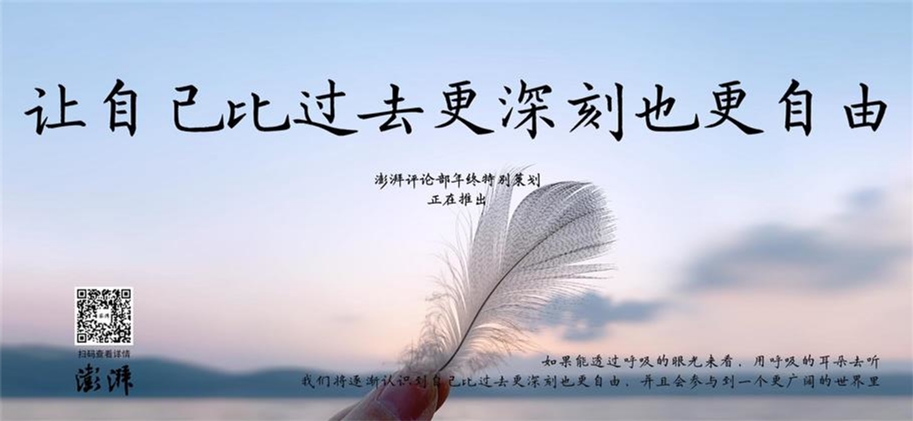 让自己比过去更深刻也更自由
澎湃评论部年终特别策划
正在推出
扫码查看详情
澎湃
如果能透过呼吸的眼光来看，用呼吸的耳朵去听
我们将逐渐认识到自己比过去更深刻也更自由，并且会参与到一个更广阔的世界里